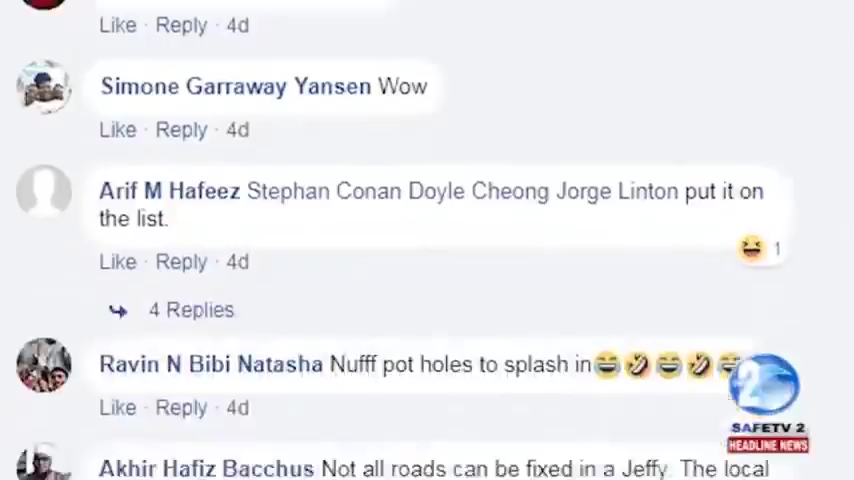 Like · Reply · 4d
Simone Garraway Yansen Wow
Like · Reply · 4d
Arif M Hafeez Stephan Conan Doyle Cheong Jorge Linton put it on
the list.
1
Like · Reply · 4d
4 Replies
Ravin N Bibi Natasha Nufff pot holes to splash in😄🤣😄🤣😄
Like · Reply · 4d
2
SAFETV 2
HEADLINE NEWS
Akhir Hafiz Bacchus Not all roads can be fixed in a Jeffy. The local